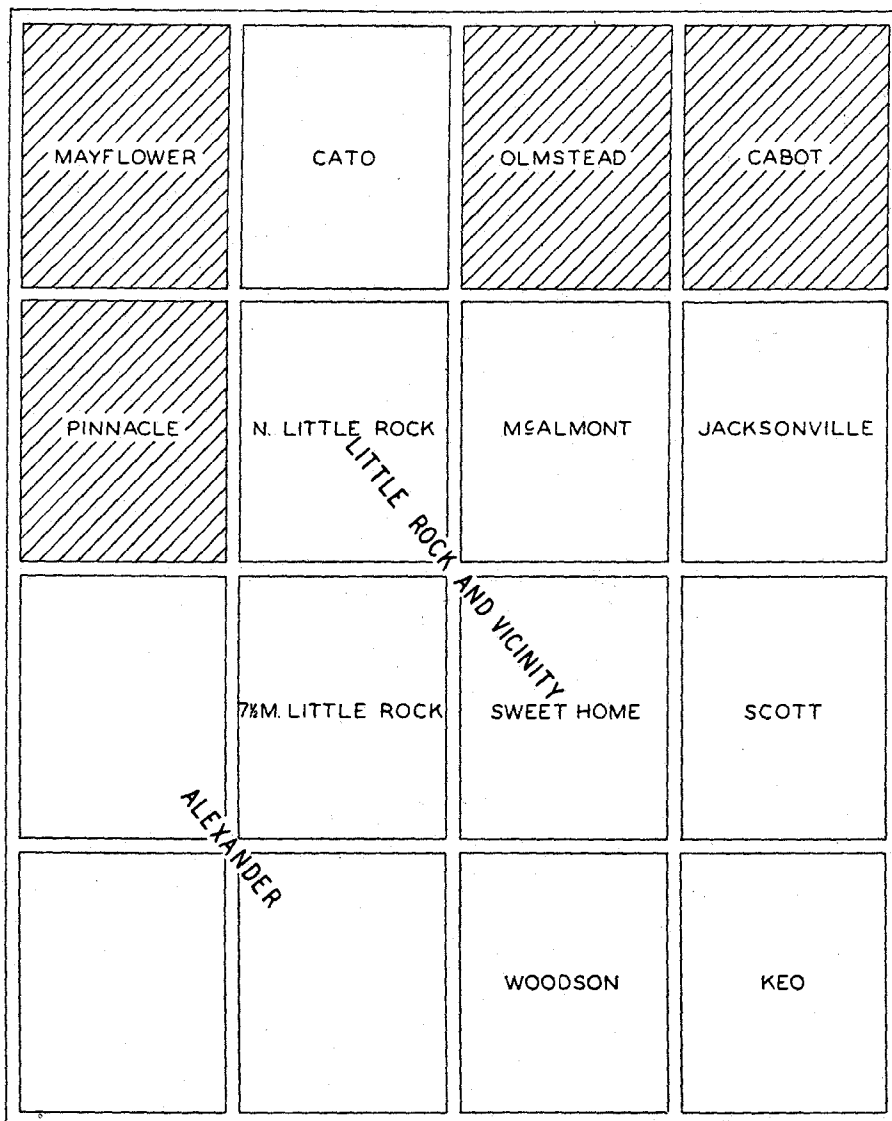 MAYFLOWER
CATO
OLMSTEAD
CABOT
PINNACLE
N. LITTLE ROCK
McALMONT
JACKSONVILLE
LITTLE ROCK AND VICINITY
7½M. LITTLE ROCK
SWEET HOME
SCOTT
ALEXANDER
WOODSON
KEO